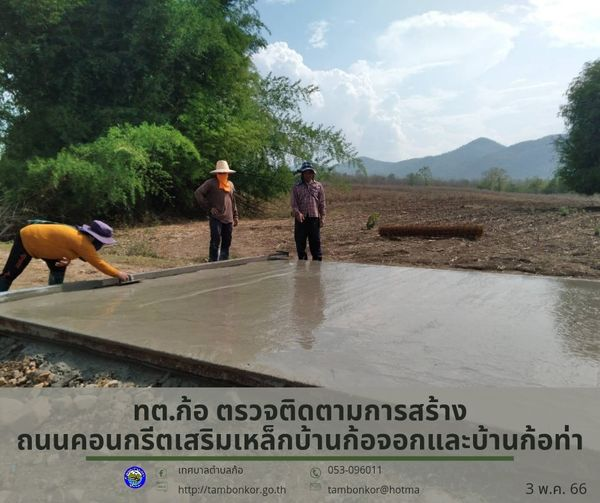 ทต.ก้อ ตรวจติดตามการสร้าง
ถนนคอนกรีตเสริมเหล็กบ้านก้อจอกและบ้านก้อท่า
เทศบาลตำบลก้อ 053-096011
http://tambonkor.go.th/ tambonkor@hotma 3 พ.ค. 66